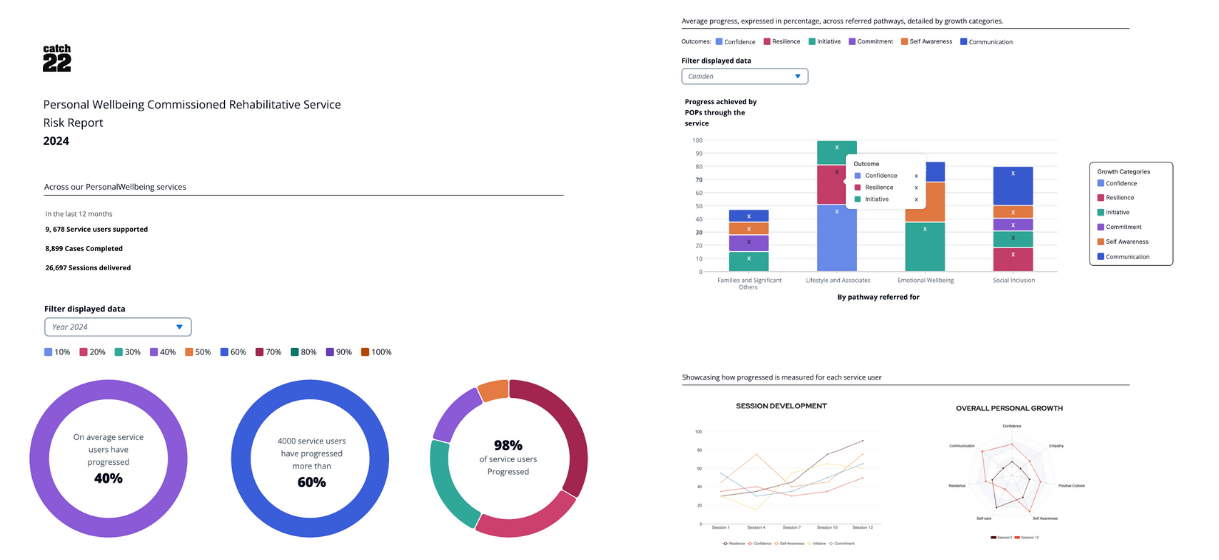 catch
22
Personal Wellbeing Commissioned Rehabilitative Service
Risk Report
2024
Across our PersonalWellbeing services
In the last 12 months
9, 678 Service users supported
8,899 Cases Completed
26,697 Sessions delivered
Filter displayed data
Year 2024
10% 20% 30% 40% 50% 60% 70% 80% 90% 100%
On average service
users have
progressed
40%
4000 service users
have progressed
more than
60%
98%
of service users
Progressed
Average progress, expressed in percentage, across referred pathways, detailed by growth categories.
Outcomes: Confidence Resilience Initiative Commitment Self Awareness Communication
Filter displayed data
Camden
Progress achieved by
POPs through the
service
100
90
80
70
60
50
40
30
20
10
0
x
x
x
x
x
x
x
x
x
x
x
x
x
Outcome
Confidence x
Resilience x
Initiative x
Families and Significant
Others
Lifestyle and Associates
Emotional Wellbeing
Social Inclusion
By pathway referred for
Growth Categories
Confidence
Resilience
Initiative
Commitment
Self Awareness
Communication
Showcasing how progressed is measured for each service user
SESSION DEVELOPMENT
100
80
60
40
20
0
Session 1 Session 4 Session 7 Session 10 Session 12
Resilience Confidence Self Awareness Initiative Commitment
OVERALL PERSONAL GROWTH
Confidence
Communication
Empathy
Resilience
Positive Outlook
Self-care
Self Awareness
Session1 Session 12